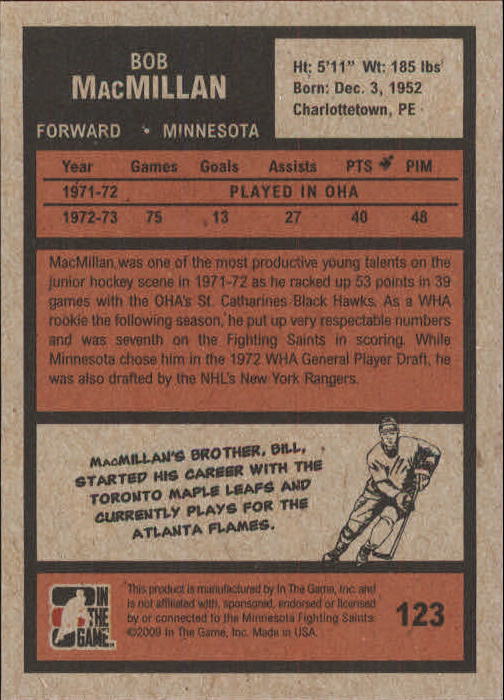 BOB
MACMILLAN
FORWARD • MINNESOTA
Ht: 5'11" Wt: 185 lbs
Born: Dec. 3, 1952
Charlottetown, PE
Year Games Goals Assists PTS PIM
1971-72 PLAYED IN OHA
1972-73 75 13 27 40 48
MacMillan was one of the most productive young talents on the
junior hockey scene in 1971-72 as he racked up 53 points in 39
games with the OHA's St. Catharines Black Hawks. As a WHA
rookie the following season, he put up very respectable numbers
and was seventh on the Fighting Saints in scoring. While
Minnesota chose him in the 1972 WHA General Player Draft, he
was also drafted by the NHL's New York Rangers.
MACMILLAN'S BROTHER, BILL,
STARTED HIS CAREER WITH THE
TORONTO MAPLE LEAFS AND
CURRENTLY PLAYS FOR THE
ATLANTA FLAMES.
IN
THE
GAME
This product is manufactured by In The Game, Inc. and
is not affiliated with, sponsored, endorsed or licensed
by or connected to the Minnesota Fighting Saints
©2009 In The Game, Inc. Made in USA.
123